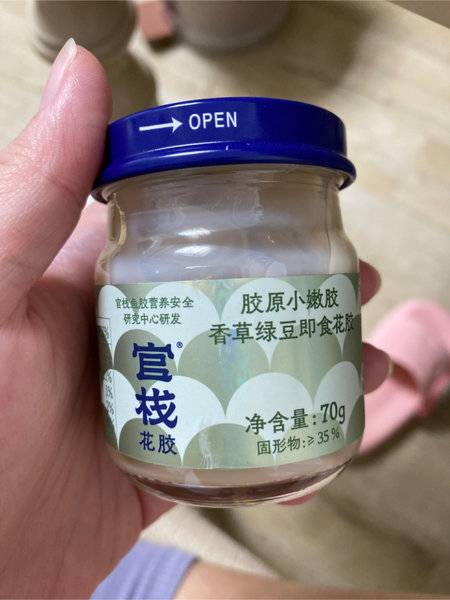 → OPEN
官栈鱼胶营养安全
研究中心研发
官栈®
花胶
胶原小嫩胶
香草绿豆即食花胶
净含量:70g
固形物:≥35%